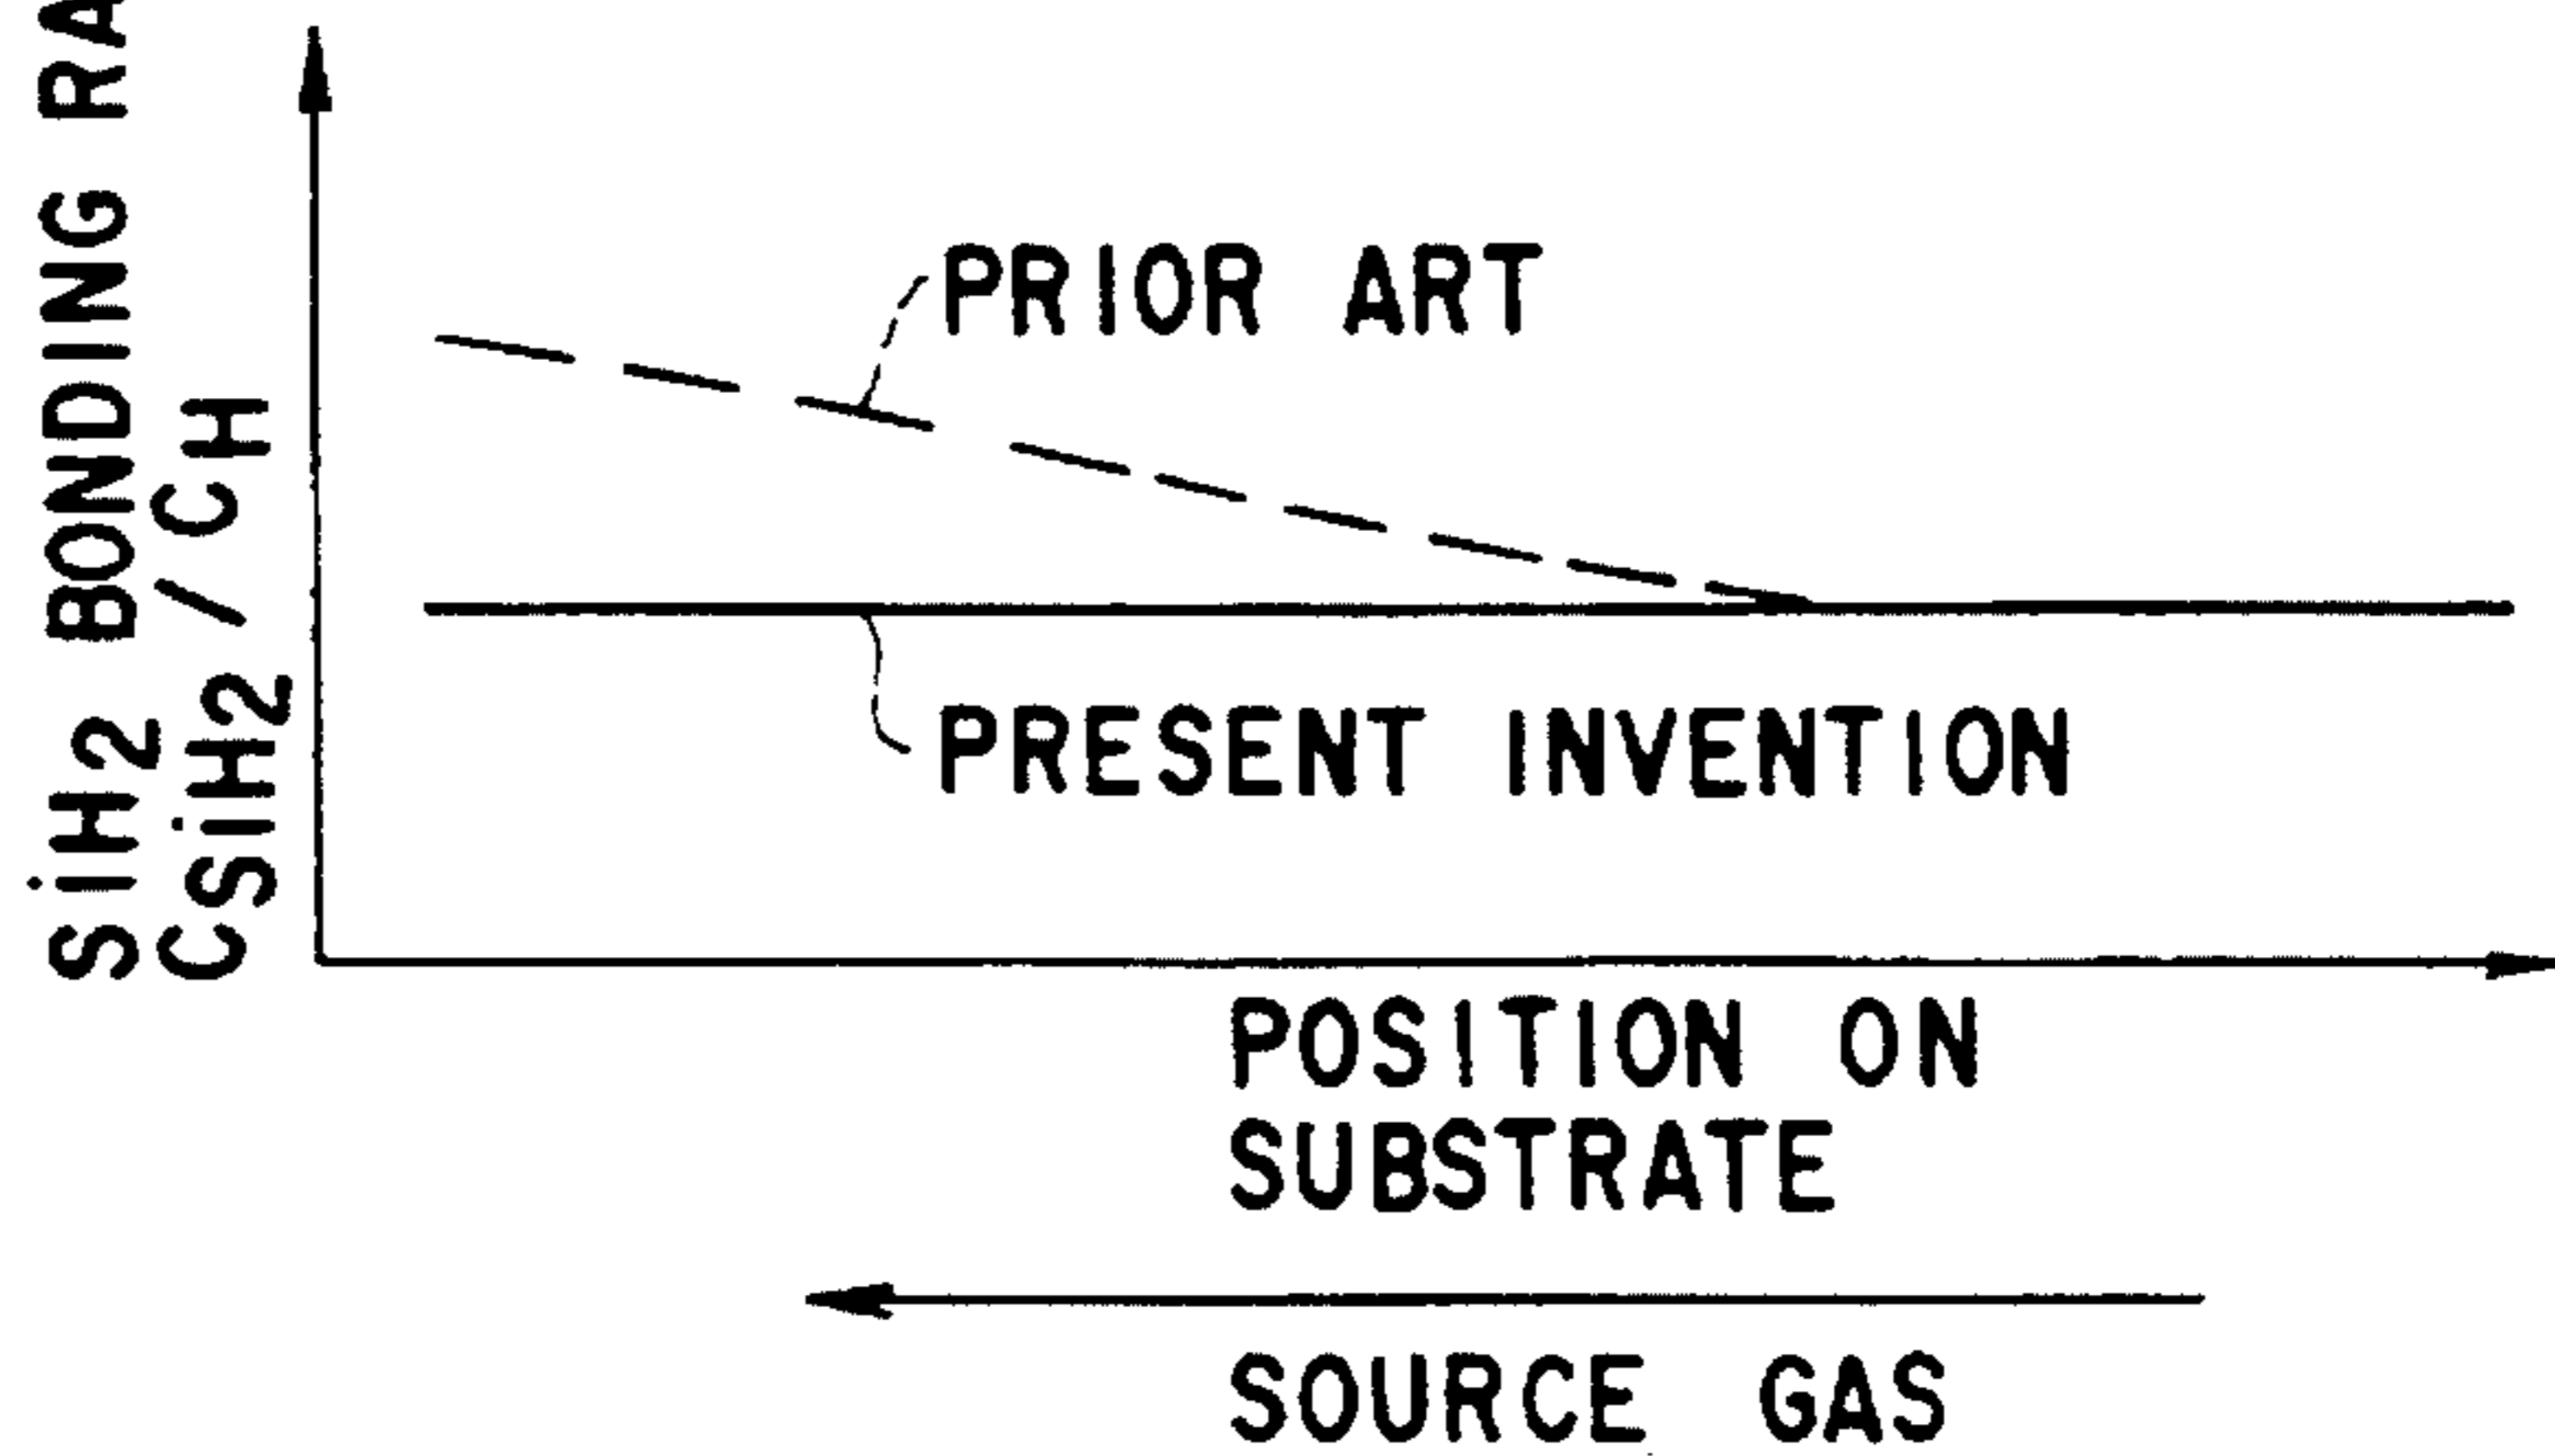 SiH2 BONDING RA
CSiH2 / CH
PRIOR ART
PRESENT INVENTION
POSITION ON
SUBSTRATE
SOURCE GAS